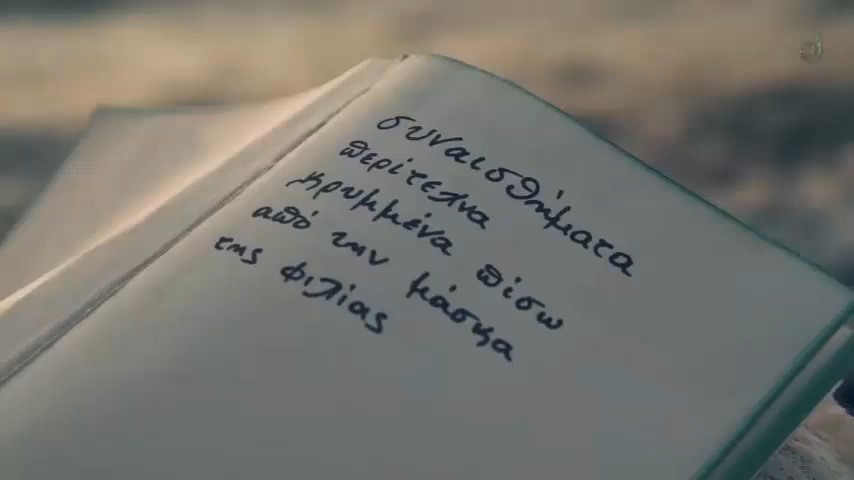 συναισθήματα
περίτεχνα
κρυμμένα πίσω
από την μάσκα
της φιλίας